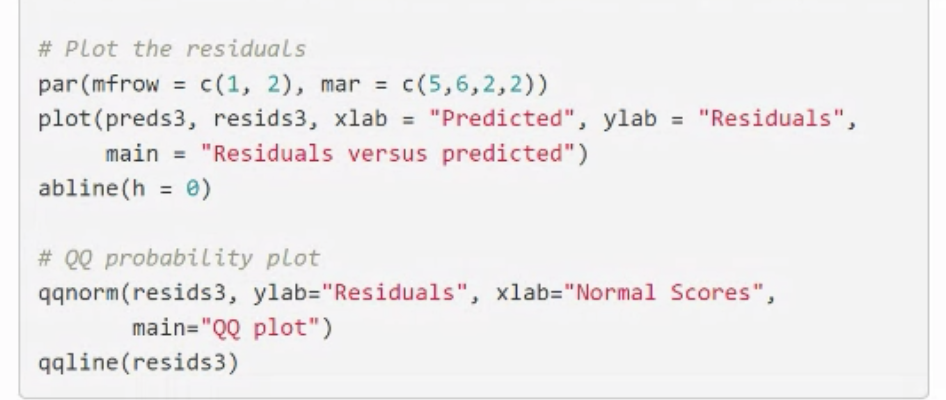 # Plot the residuals
par(mfrow = c(1, 2), mar = c(5,6,2,2))
plot(preds3, resids3, xlab = "Predicted", ylab = "Residuals",
     main = "Residuals versus predicted")
abline(h = 0)
# QQ probability plot
qqnorm(resids3, ylab="Residuals", xlab="Normal Scores",
       main="QQ plot")
qqline(resids3)